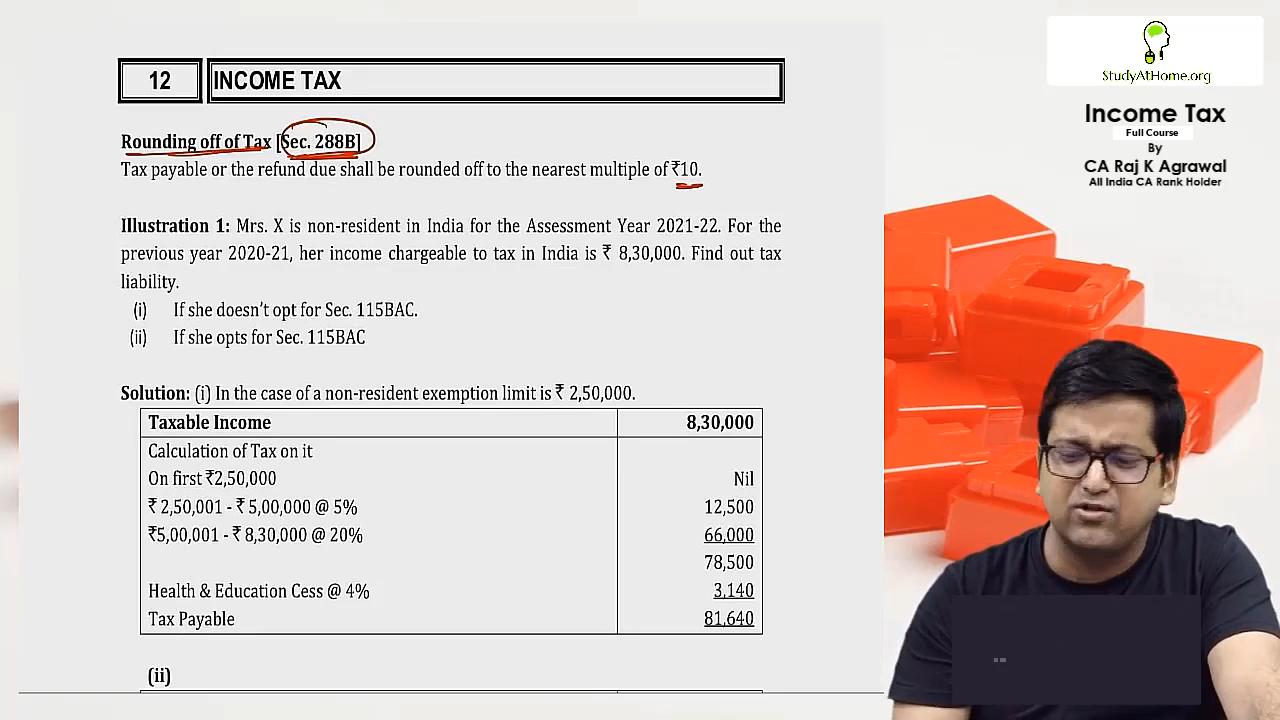 12 INCOME TAX
Rounding off of Tax [Sec. 288B]
Tax payable or the refund due shall be rounded off to the nearest multiple of ₹10.
Illustration 1: Mrs. X is non-resident in India for the Assessment Year 2021-22. For the
previous year 2020-21, her income chargeable to tax in India is ₹ 8,30,000. Find out tax
liability.
(i) If she doesn't opt for Sec. 115BAC.
(ii) If she opts for Sec. 115BAC
Solution: (i) In the case of a non-resident exemption limit is ₹ 2,50,000.
Taxable Income 8,30,000
Calculation of Tax on it
On first ₹2,50,000 Nil
₹ 2,50,001 - ₹ 5,00,000 @ 5% 12,500
₹5,00,001 - ₹ 8,30,000 @ 20% 66,000
78,500
Health & Education Cess @ 4% 3,140
Tax Payable 81,640
(ii)
StudyAtHome.org
Income Tax
Full Course
By
CA Raj K Agrawal
All India CA Rank Holder